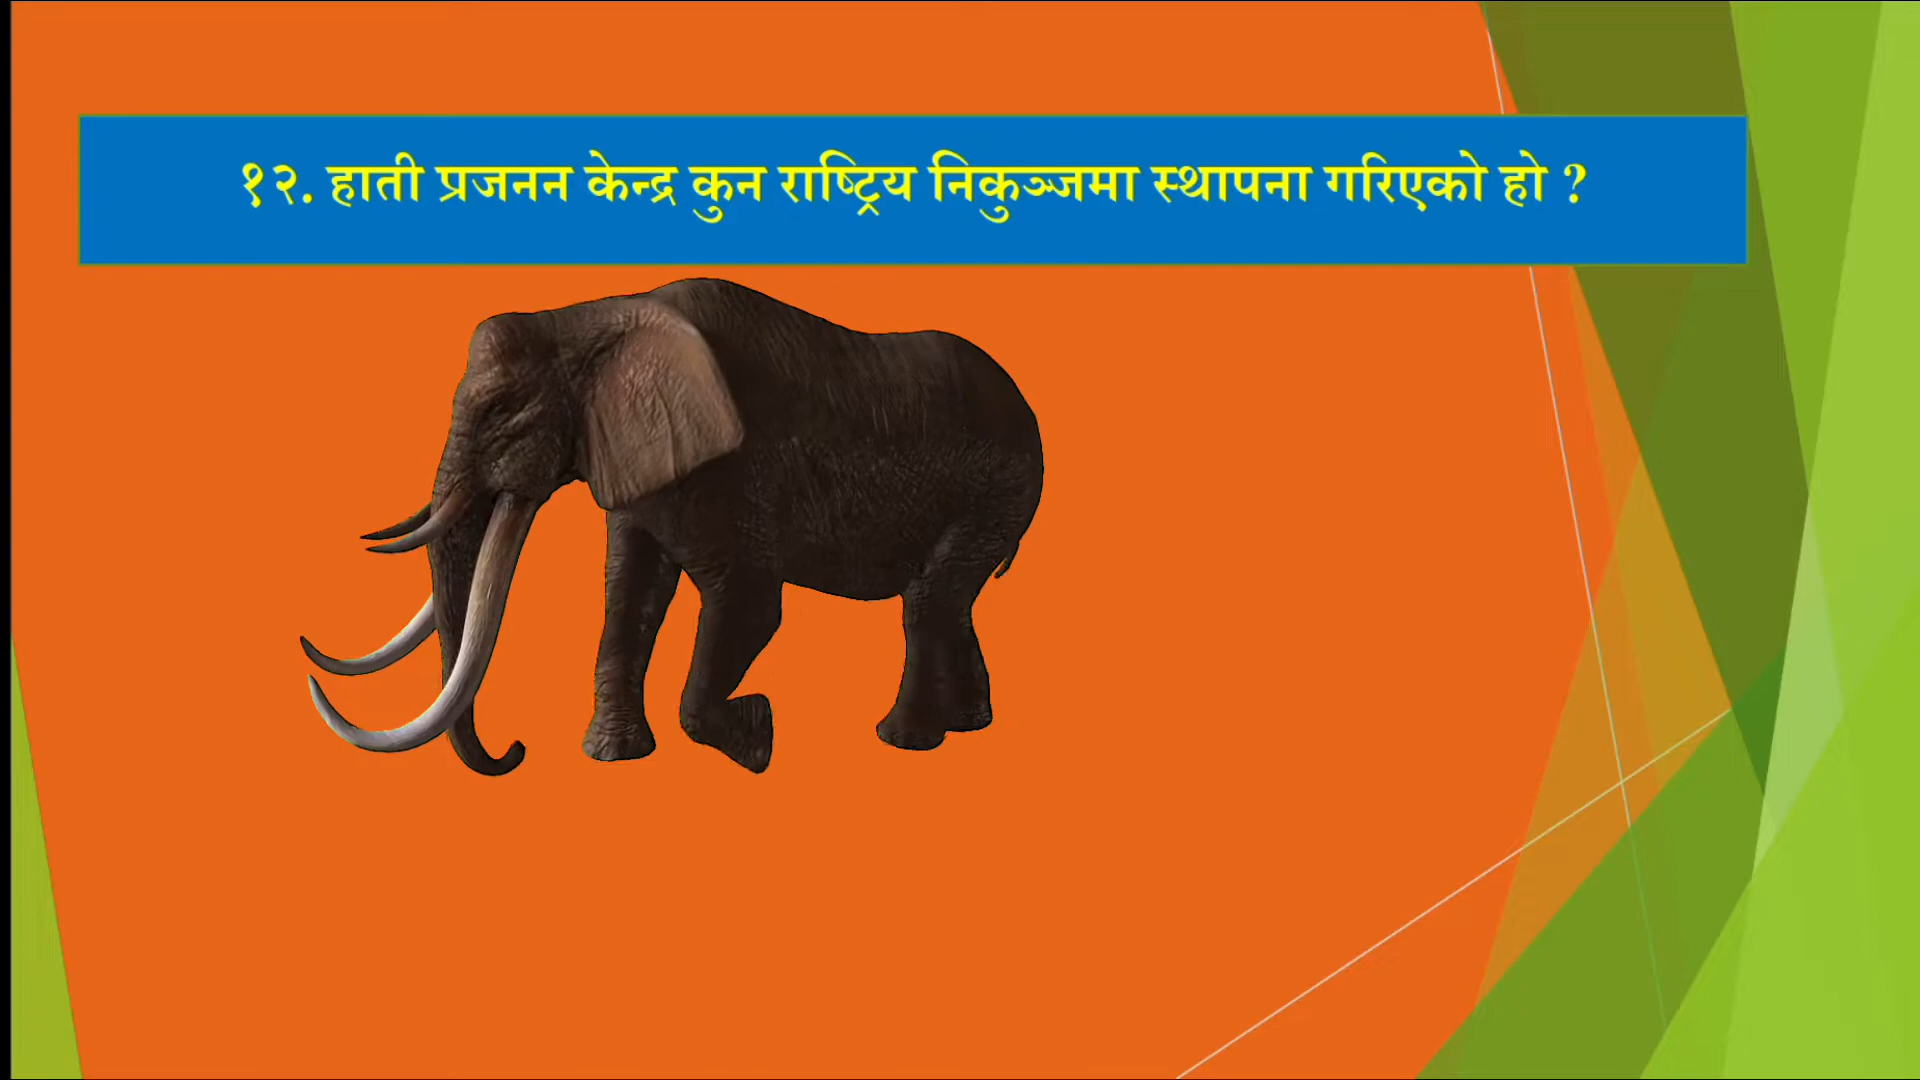 १२. हाती प्रजनन केन्द्र कुन राष्ट्रिय निकुञ्जमा स्थापना गरिएको हो ?